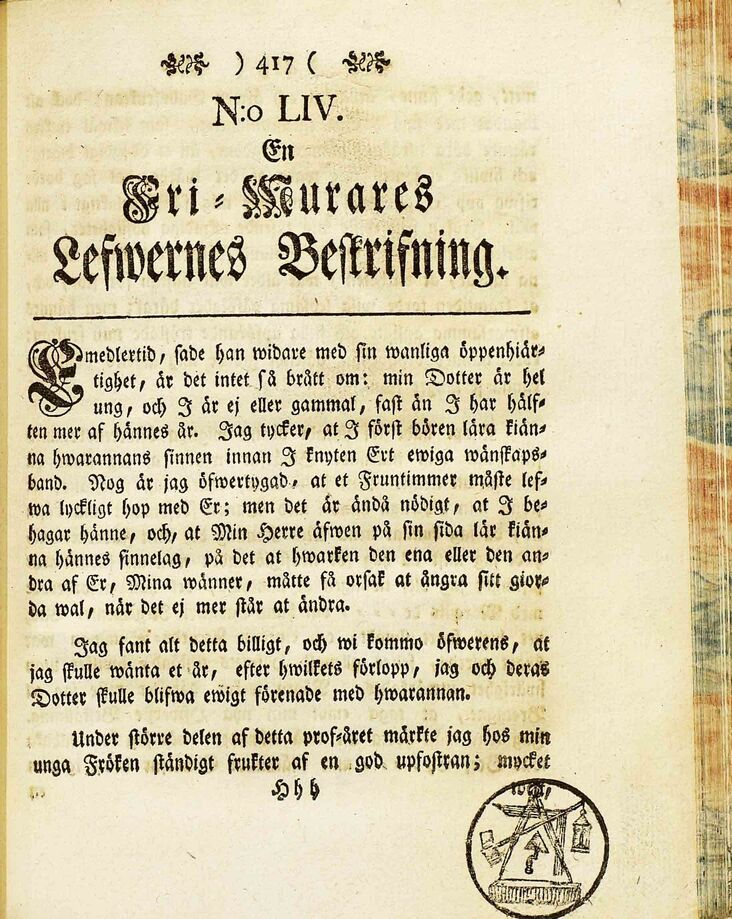 ) 417 (
N:o LIV.
En
Fri-Murares
Lefwernes Beskrifning.
Emedlertid, sade han widare med sin wanliga öppenhiär-
tighet, är det intet så brått om: min Dotter är hel
ung, och I är ej eller gammal, fast än I har hälf-
ten mer af hännes år. Jag tycker, at I först bören lära kiän-
na hwarannans sinnen innan I knyten Ert ewiga wänskaps-
band. Nog är jag öfwertygad, at et Fruntimmer måste lef-
wa lyckligt hop med Er; men det är ändå nödigt, at I be-
hagar hänne, och, at Min Herre äfwen på sin sida lär kiän-
na hännes sinnelag, på det at hwarken den ena eller den an-
dra af Er, Mina wänner, måtte få orsak at ångra sitt gior-
da wal, när det ej mer står at ändra.
Jag fant alt detta billigt, och wi kommo öfwerens, at
jag skulle wänta et år, efter hwilkets förlopp, jag och deras
Dotter skulle blifwa ewigt förenade med hwarannan.
Under större delen af detta prof-året märkte jag hos min
unga Fröken ständigt frukter af en god upfostran; mycket
Hhh